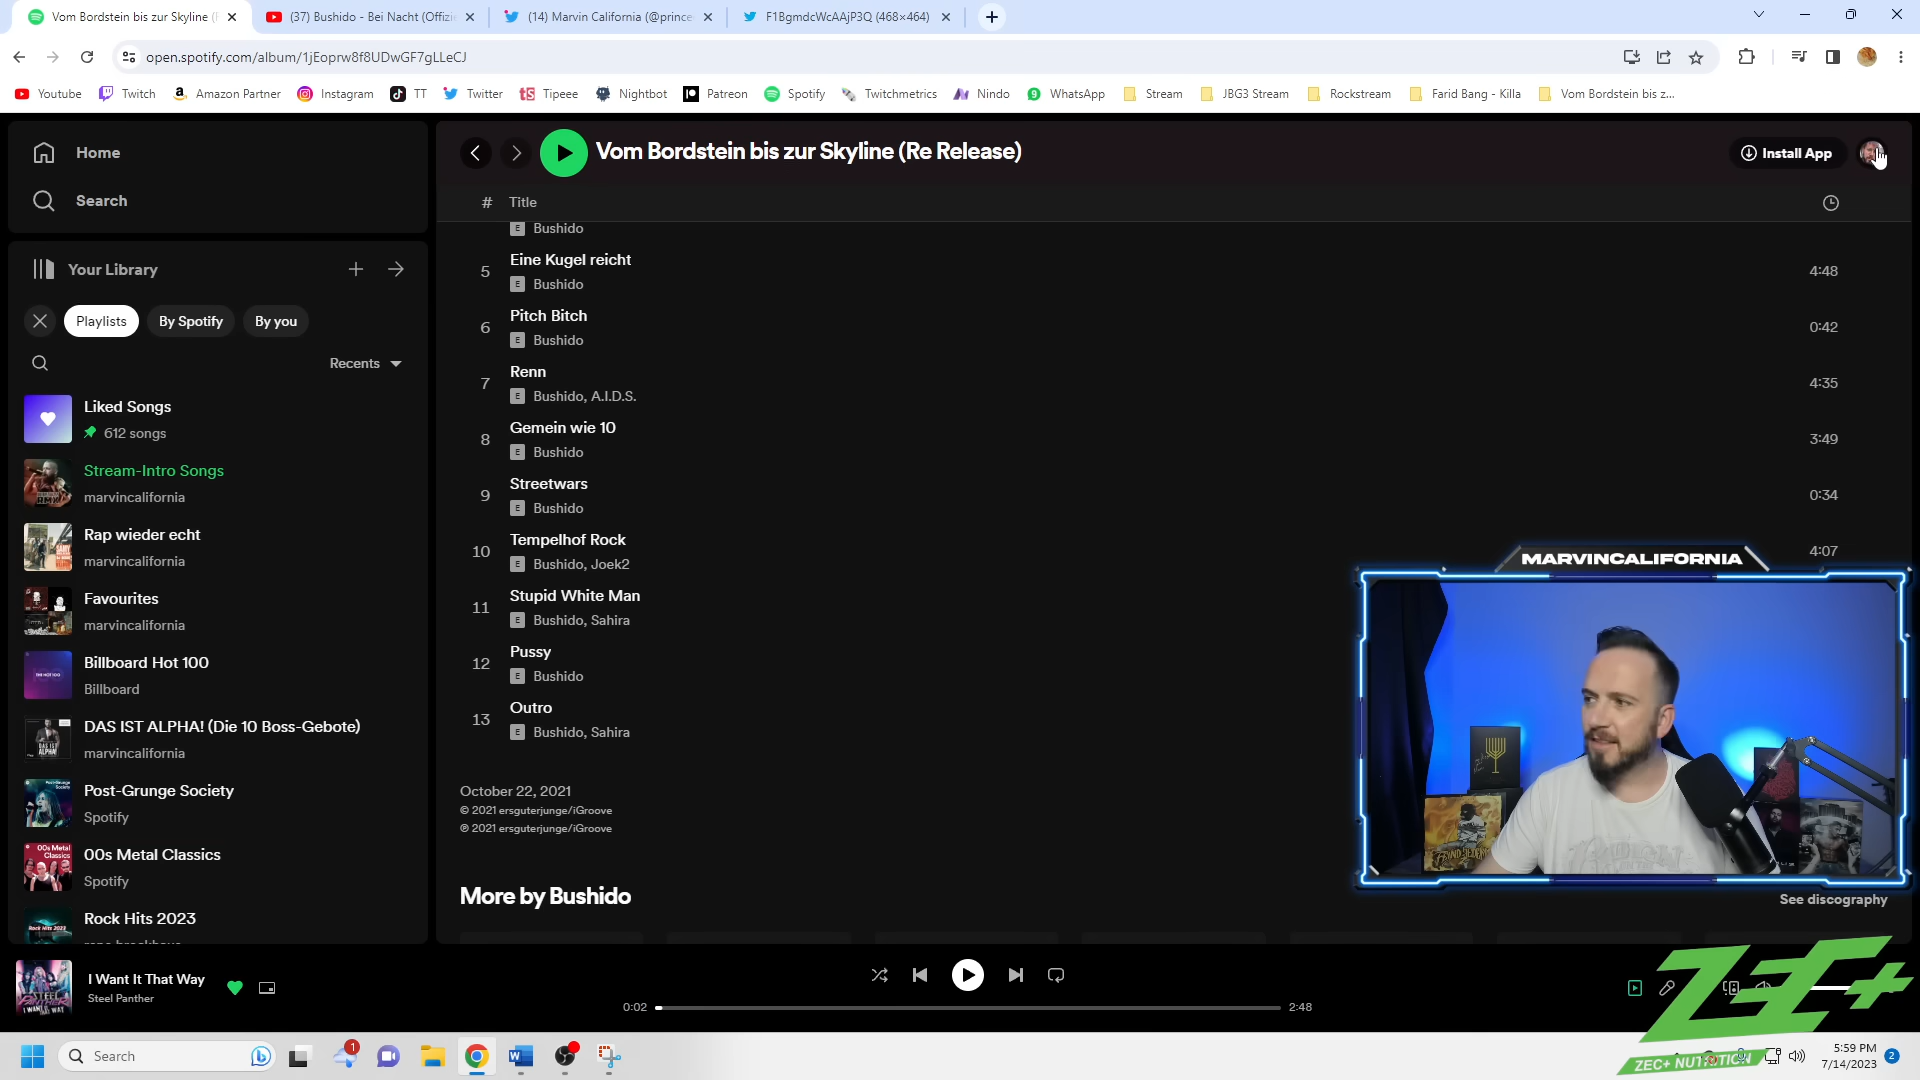 Vom Bordstein bis zur Skyline (
(37) Bushido - Bei Nacht (Offizi
(14) Marvin California (@prince
F1BgmdcWcAAjP3Q (468×464)
open.spotify.com/album/1jEoprw8f8UDwGF7gLLeCJ
Youtube
Twitch
Amazon Partner
Instagram
TT
Twitter
Tipeee
Nightbot
Patreon
Spotify
Twitchmetrics
Nindo
WhatsApp
Stream
JBG3 Stream
Rockstream
Farid Bang - Killa
Vom Bordstein bis z...
Home
Search
Your Library
Playlists
By Spotify
By you
Recents
Liked Songs
612 songs
Stream-Intro Songs
marvincalifornia
Rap wieder echt
marvincalifornia
Favourites
marvincalifornia
Billboard Hot 100
Billboard
DAS IST ALPHA! (Die 10 Boss-Gebote)
marvincalifornia
Post-Grunge Society
Spotify
00s Metal Classics
Spotify
Rock Hits 2023
Vom Bordstein bis zur Skyline (Re Release)
Install App
# Title
E Bushido
5 Eine Kugel reicht 4:48
E Bushido
6 Pitch Bitch 0:42
E Bushido
7 Renn 4:35
E Bushido, A.I.D.S.
8 Gemein wie 10 3:49
E Bushido
9 Streetwars 0:34
E Bushido
10 Tempelhof Rock 4:07
E Bushido, Joek2
11 Stupid White Man
E Bushido, Sahira
12 Pussy
E Bushido
13 Outro
E Bushido, Sahira
MARVINCALIFORNIA
October 22, 2021
© 2021 ersguterjunge/iGroove
℗ 2021 ersguterjunge/iGroove
More by Bushido
See discography
I Want It That Way
Steel Panther
0:02
2:48
ZEC+
ZEC+ NUTRITION
Search
1
5:59 PM
7/14/2023
2